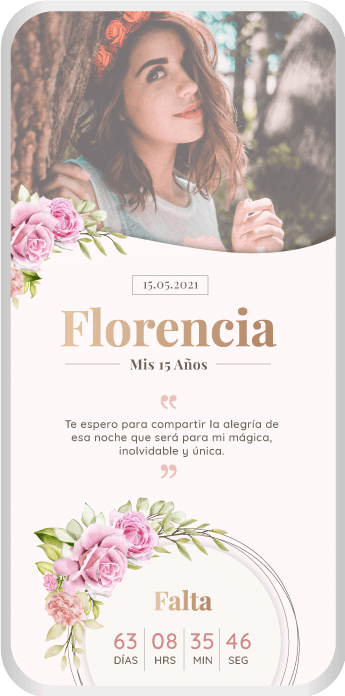 15.05.2021
Florencia
Mis 15 Años
Te espero para compartir la alegría de
esa noche que será para mi mágica,
inolvidable y única.
Falta
63 08 35 46
DÍAS HRS MIN SEG